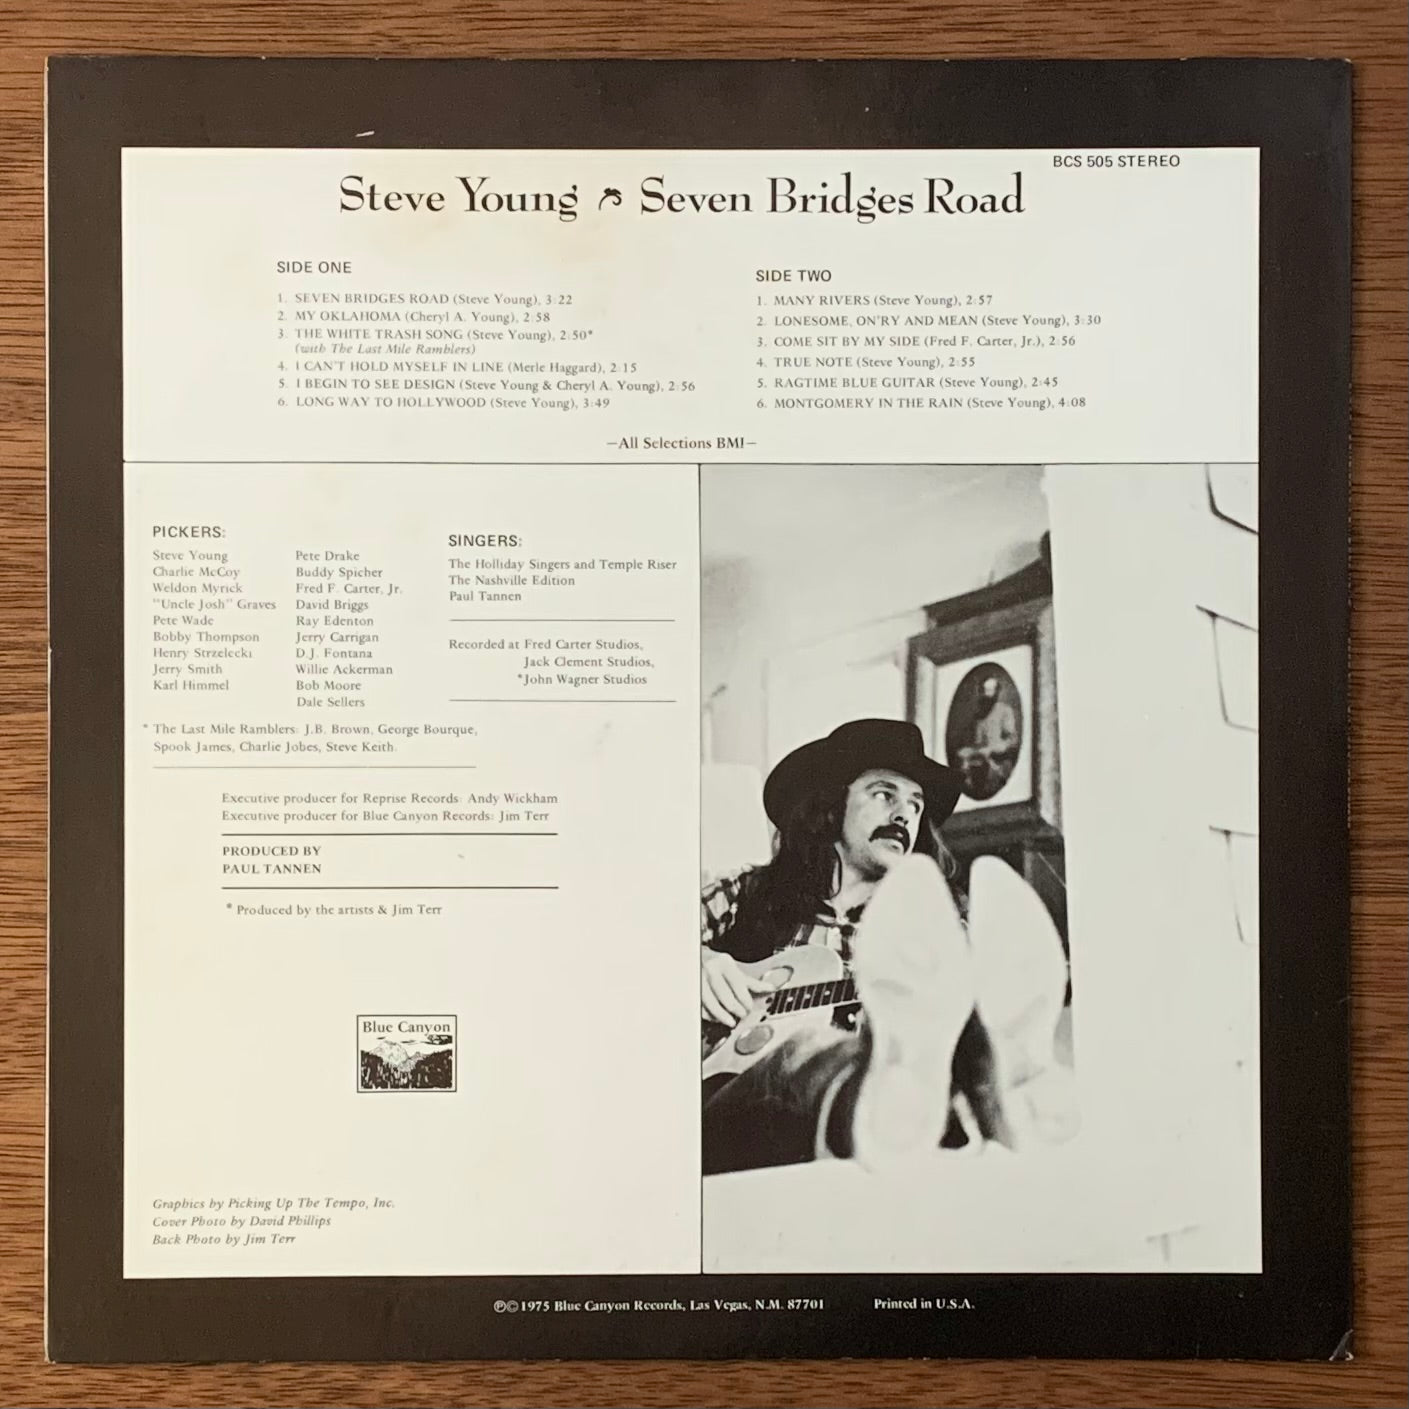 BCS 505 STEREO
Steve Young Seven Bridges Road
SIDE ONE
1. SEVEN BRIDGES ROAD (Steve Young), 3:22
2. MY OKLAHOMA (Cheryl A. Young), 2:58
3. THE WHITE TRASH SONG (Steve Young), 2:50*
(with The Last Mile Ramblers)
4. I CAN'T HOLD MYSELF IN LINE (Merle Haggard), 2:15
5. I BEGIN TO SEE DESIGN (Steve Young & Cheryl A. Young), 2:56
6. LONG WAY TO HOLLYWOOD (Steve Young), 3:49
SIDE TWO
1. MANY RIVERS (Steve Young), 2:57
2. LONESOME, ON'RY AND MEAN (Steve Young), 3:30
3. COME SIT BY MY SIDE (Fred F. Carter, Jr.), 2:56
4. TRUE NOTE (Steve Young), 2:55
5. RAGTIME BLUE GUITAR (Steve Young), 2:45
6. MONTGOMERY IN THE RAIN (Steve Young), 4:08
—All Selections BMI—
PICKERS:
Steve Young
Charlie McCoy
Weldon Myrick
"Uncle Josh" Graves
Pete Wade
Bobby Thompson
Henry Strzelecki
Jerry Smith
Karl Himmel
Pete Drake
Buddy Spicher
Fred F. Carter, Jr.
David Briggs
Ray Edenton
Jerry Carrigan
D.J. Fontana
Willie Ackerman
Bob Moore
Dale Sellers
SINGERS:
The Holliday Singers and Temple Riser
The Nashville Edition
Paul Tannen
Recorded at Fred Carter Studios,
Jack Clement Studios,
*John Wagner Studios
* The Last Mile Ramblers: J.B. Brown, George Bourque,
Spook James, Charlie Jobes, Steve Keith.
Executive producer for Reprise Records: Andy Wickham
Executive producer for Blue Canyon Records: Jim Terr
PRODUCED BY
PAUL TANNEN
* Produced by the artists & Jim Terr
Blue Canyon
Graphics by Picking Up The Tempo, Inc.
Cover Photo by David Phillips
Back Photo by Jim Terr
℗©1975 Blue Canyon Records, Las Vegas, N.M. 87701 Printed in U.S.A.